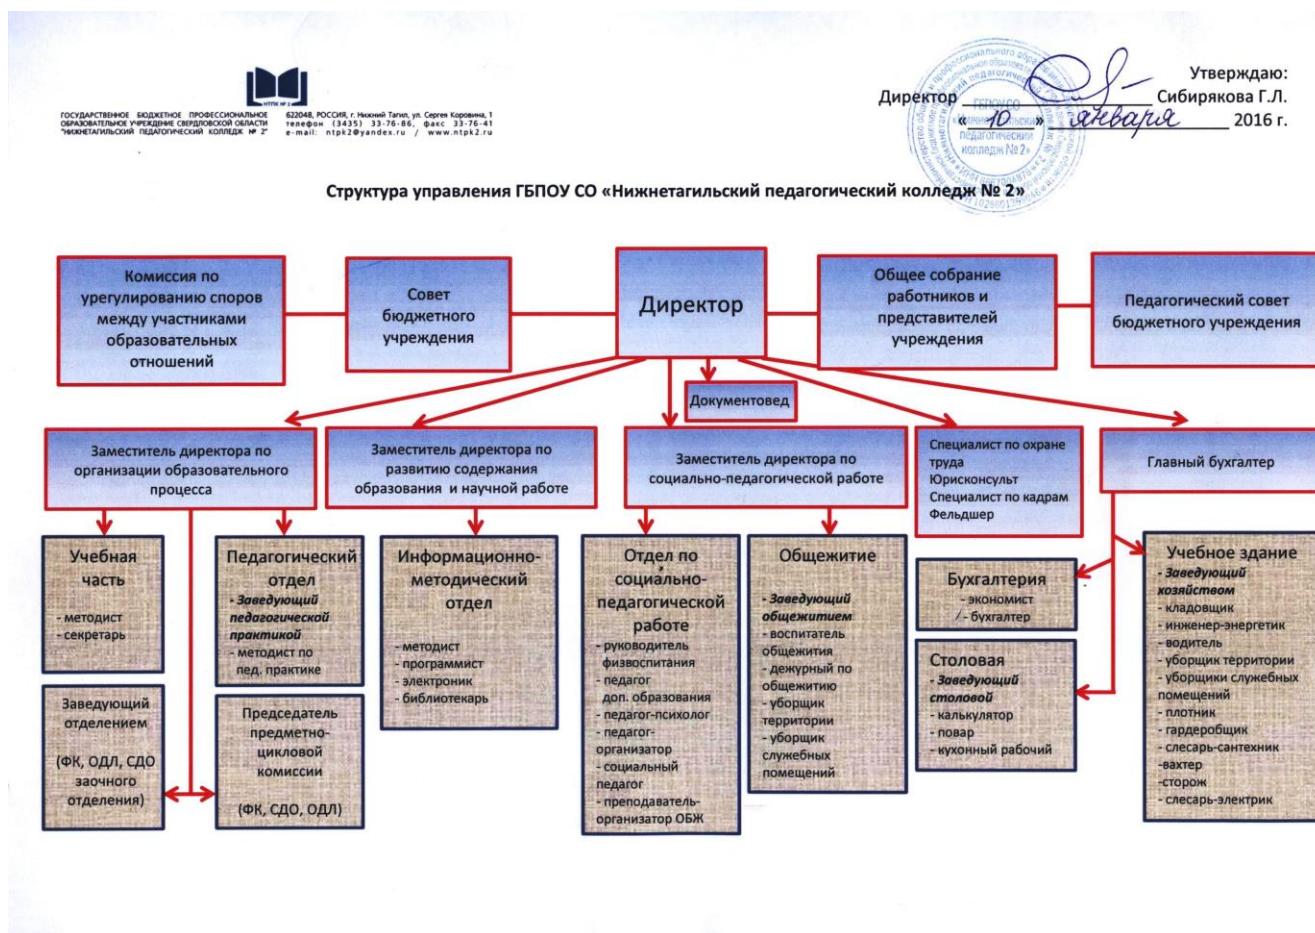 НТПК № 2
ГОСУДАРСТВЕННОЕ БЮДЖЕТНОЕ ПРОФЕССИОНАЛЬНОЕ
ОБРАЗОВАТЕЛЬНОЕ УЧРЕЖДЕНИЕ СВЕРДЛОВСКОЙ ОБЛАСТИ
"НИЖНЕТАГИЛЬСКИЙ ПЕДАГОГИЧЕСКИЙ КОЛЛЕДЖ № 2"
622048, РОССИЯ, г. Нижний Тагил, ул. Сергея Коровина, 1
телефон (3435) 33-76-86, факс 33-76-41
e-mail: ntpk2@yandex.ru / www.ntpk2.ru
Утверждаю:
Директор Сибирякова Г.Л.
« 10 » января 2016 г.
ГБПОУ СО
«Нижнетагильский
педагогический
колледж № 2»
Структура управления ГБПОУ СО «Нижнетагильский педагогический колледж № 2»
Комиссия по
урегулированию споров
между участниками
образовательных
отношений
Совет
бюджетного
учреждения
Директор
Общее собрание
работников и
представителей
учреждения
Педагогический совет
бюджетного учреждения
Документовед
Заместитель директора по
организации образовательного
процесса
Заместитель директора по
развитию содержания
образования и научной работе
Заместитель директора по
социально-педагогической работе
Специалист по охране
труда
Юрисконсульт
Специалист по кадрам
Фельдшер
Главный бухгалтер
Учебная
часть
- методист
- секретарь
Педагогический
отдел
- Заведующий
педагогической
практикой
- методист по
пед. практике
Информационно-
методический
отдел
- методист
- программист
- электроник
- библиотекарь
Отдел по
социально-
педагогической
работе
- руководитель
физвоспитания
- педагог
доп. образования
- педагог-психолог
- педагог-
организатор
- социальный
педагог
- преподаватель-
организатор ОБЖ
Общежитие
- Заведующий
общежитием
- воспитатель
общежития
- дежурный по
общежитию
- уборщик
территории
- уборщик
служебных
помещений
Бухгалтерия
- экономист
- бухгалтер
Столовая
- Заведующий
столовой
- калькулятор
- повар
- кухонный рабочий
Учебное здание
- Заведующий
хозяйством
- кладовщик
- инженер-энергетик
- водитель
- уборщик территории
- уборщики служебных
помещений
- плотник
- гардеробщик
- слесарь-сантехник
-вахтер
-сторож
- слесарь-электрик
Заведующий
отделением
(ФК, ОДЛ, СДО
заочного
отделения)
Председатель
предметно-
цикловой
комиссии
(ФК, СДО, ОДЛ)